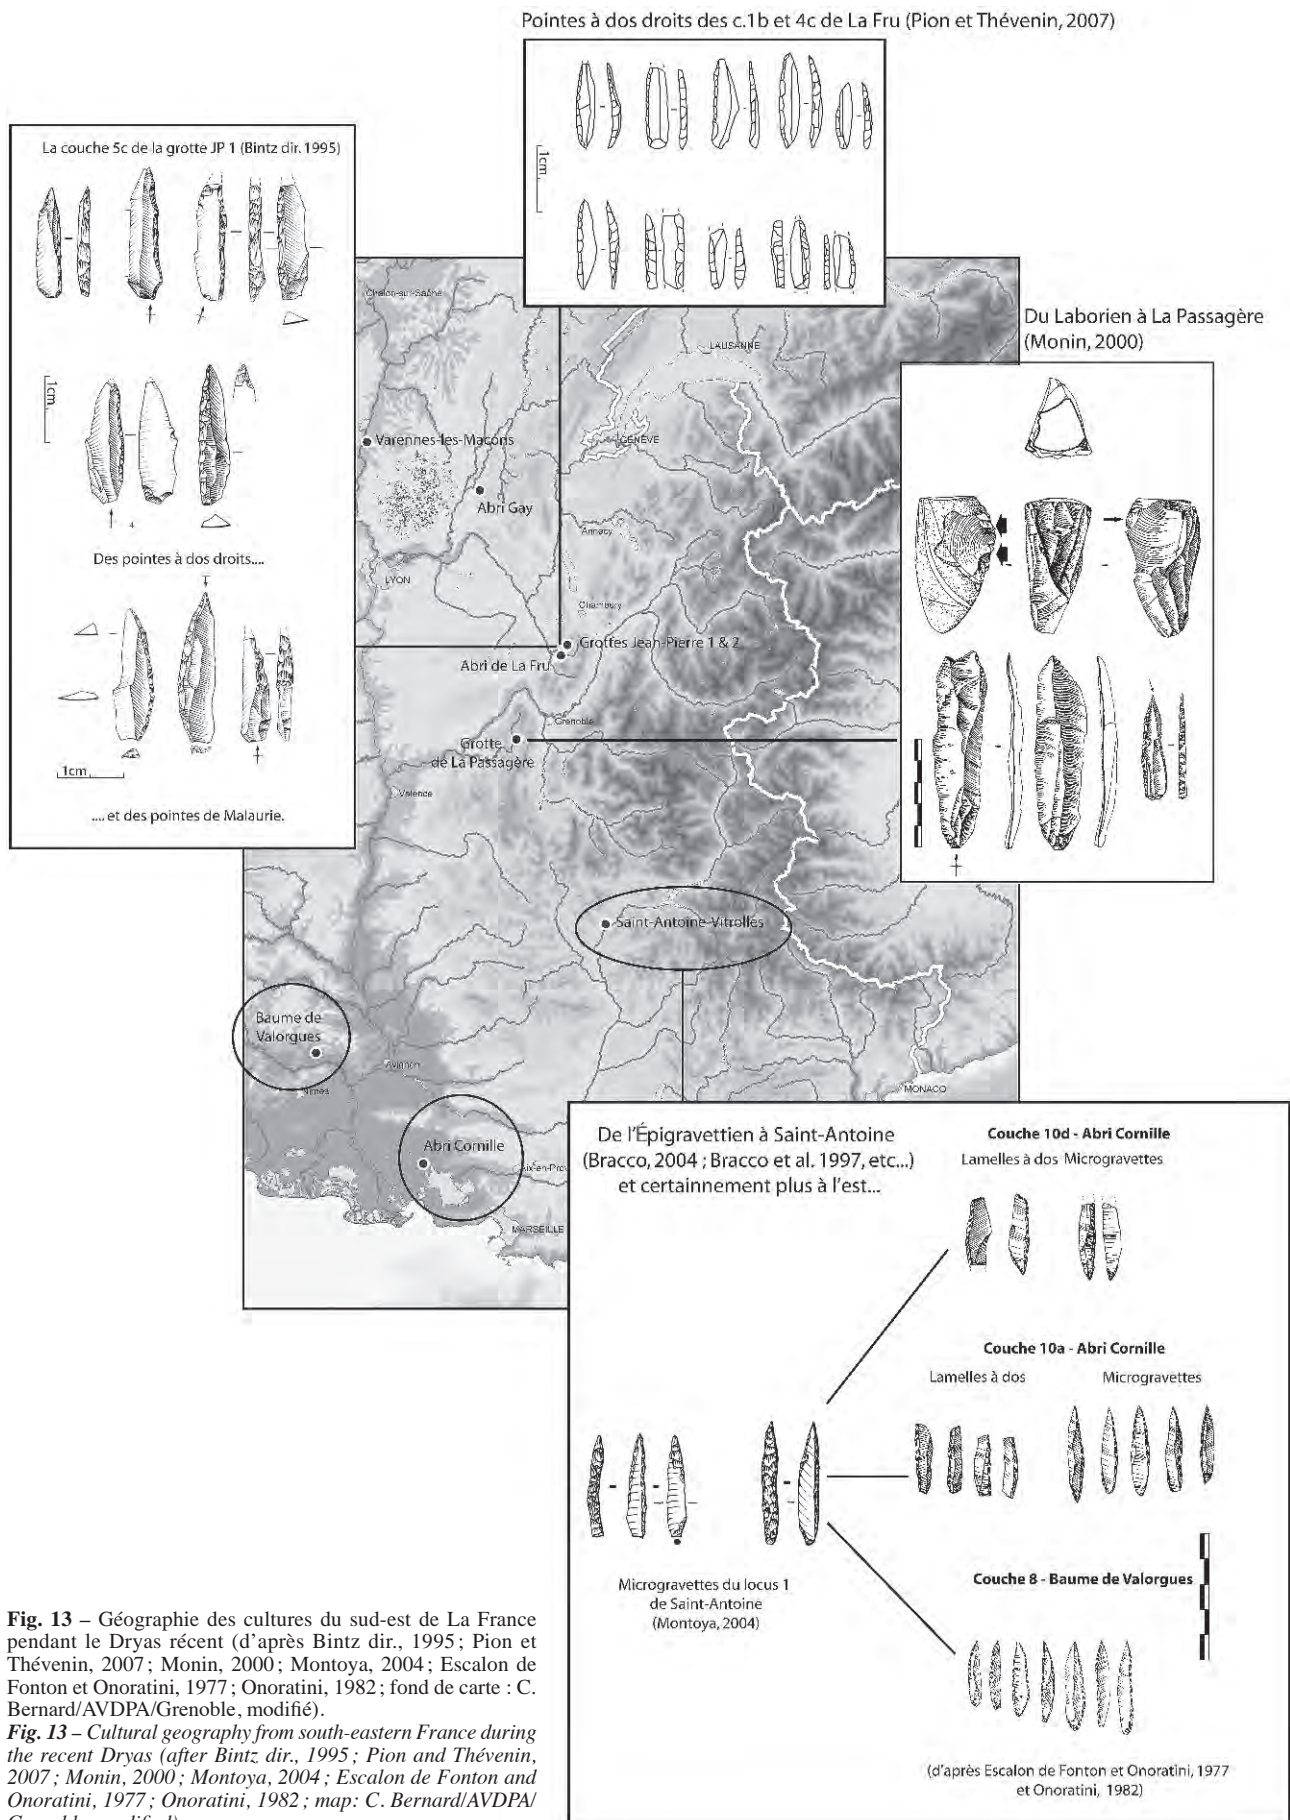 Pointes à dos droits des c.1b et 4c de La Fru (Pion et Thévenin, 2007)
1cm
La couche 5c de la grotte JP 1 (Bintz dir. 1995)
1cm
4
Des pointes à dos droits....
1cm
.... et des pointes de Malaurie.
Du Laborien à La Passagère
(Monin, 2000)
Chalon-sur-Saône
LAUSANNE
GENÈVE
Varennes-les-Macons
Abri Gay
Annecy
LYON
Chambury
Grottes Jean-Pierre 1 & 2
Abri de La Fru
Grenoble
Grotte
de La Passagère
Valence
Saint-Antoine-Vitrolles
Baume de
Valorgues
Avignon
Nimes
MONACO
Abri Cornille
Aix-en-Pro
MARSEILLE
De l'Épigravettien à Saint-Antoine
(Bracco, 2004 ; Bracco et al. 1997, etc...)
et certainnement plus à l'est...
Couche 10d - Abri Cornille
Lamelles à dos Microgravettes
Couche 10a - Abri Cornille
Lamelles à dos Microgravettes
Microgravettes du locus 1
de Saint-Antoine
(Montoya, 2004)
Couche 8 - Baume de Valorgues
(d'après Escalon de Fonton et Onoratini, 1977
et Onoratini, 1982)
Fig. 13 – Géographie des cultures du sud-est de La France
pendant le Dryas récent (d'après Bintz dir., 1995 ; Pion et
Thévenin, 2007 ; Monin, 2000 ; Montoya, 2004 ; Escalon de
Fonton et Onoratini, 1977 ; Onoratini, 1982 ; fond de carte : C.
Bernard/AVDPA/Grenoble, modifié).
Fig. 13 – Cultural geography from south-eastern France during
the recent Dryas (after Bintz dir., 1995 ; Pion and Thévenin,
2007 ; Monin, 2000 ; Montoya, 2004 ; Escalon de Fonton and
Onoratini, 1977 ; Onoratini, 1982 ; map: C. Bernard/AVDPA/